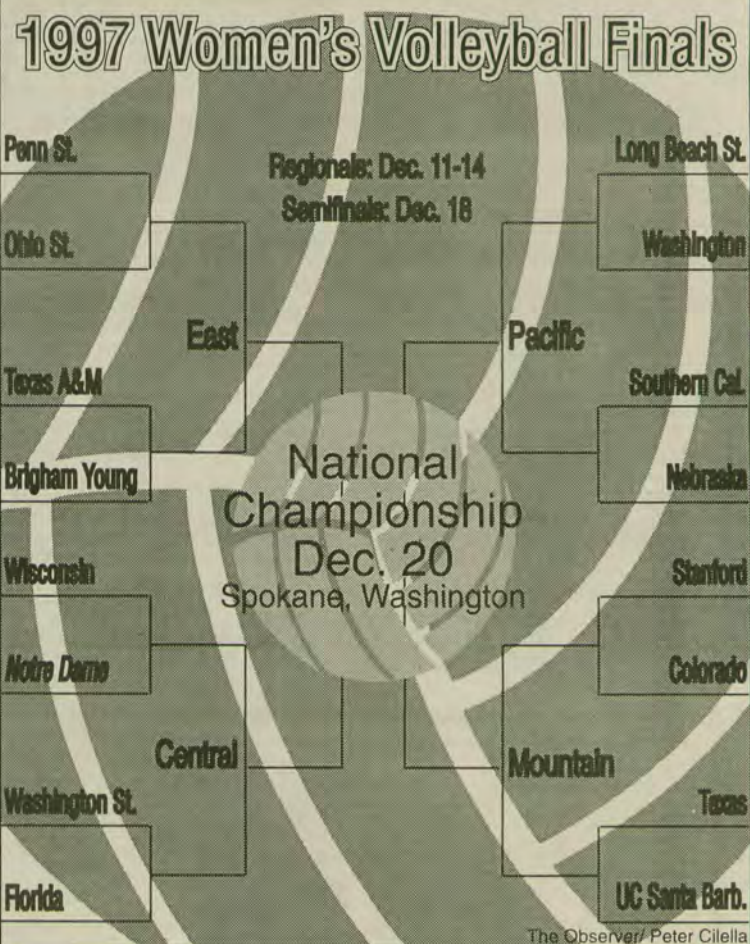 1997 Women's Volleyball Finals
Regionals: Dec. 11-14
Semifinals: Dec. 18
Penn St.
Ohio St.
East
Texas A&M
Brigham Young
Wisconsin
Notre Dame
Central
Washington St.
Florida
National
Championship
Dec. 20
Spokane, Washington
Long Beach St.
Washington
Pacific
Southern Cal.
Nebraska
Stanford
Colorado
Mountain
Texas
UC Santa Barb.
The Observer/ Peter Cilella